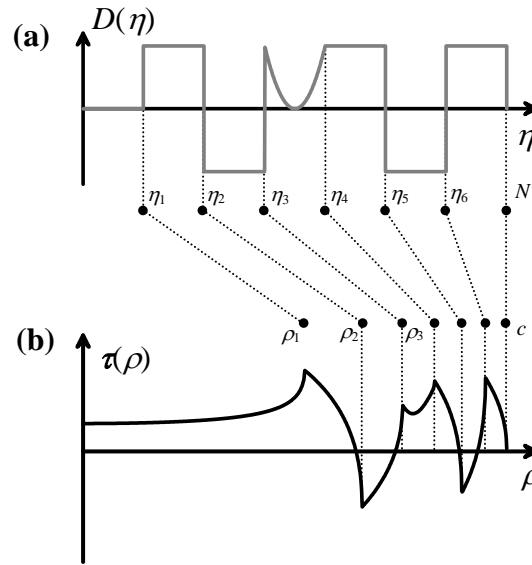 (a) D(η)
η
η₁ η₂ η₃ η₄ η₅ η₆ N
ρ₁ ρ₂ ρ₃ c
(b) τ(ρ)
ρ